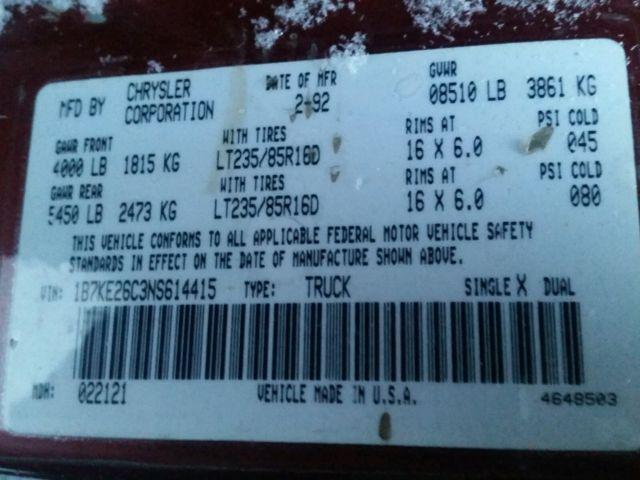 MFD BY CHRYSLER CORPORATION DATE OF MFR 2-92 GVWR 08510 LB 3861 KG
GAWR FRONT WITH TIRES RIMS AT PSI COLD
4000 LB 1815 KG LT235/85R16D 16 X 6.0 045
GAWR REAR WITH TIRES RIMS AT PSI COLD
5450 LB 2473 KG LT235/85R16D 16 X 6.0 080
THIS VEHICLE CONFORMS TO ALL APPLICABLE FEDERAL MOTOR VEHICLE SAFETY
STANDARDS IN EFFECT ON THE DATE OF MANUFACTURE SHOWN ABOVE.
VIN: 1B7KE26C3NS614415 TYPE: TRUCK SINGLE X DUAL
MDH: 022121 VEHICLE MADE IN U.S.A. 4648503